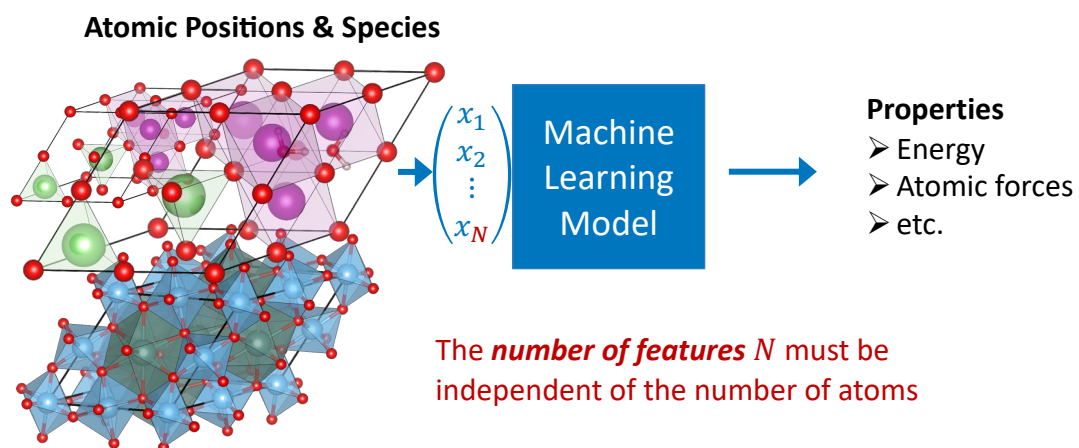 Atomic Positions & Species
x1
x2
⋮
xN
Machine
Learning
Model
Properties
➢ Energy
➢ Atomic forces
➢ etc.
The number of features N must be
independent of the number of atoms